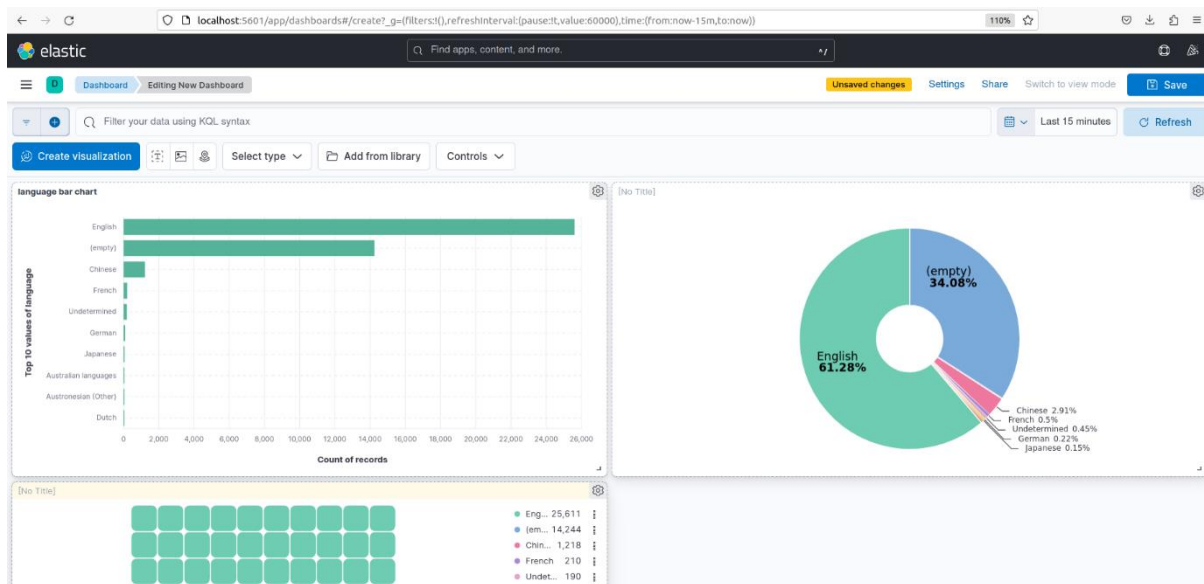 localhost:5601/app/dashboards#/create?_g=(filters:!(),refreshInterval:(pause:!t,value:60000),time:(from:now-15m,to:now))
110%
elastic
Find apps, content, and more.
^/
D
Dashboard
Editing New Dashboard
Unsaved changes
Settings
Share
Switch to view mode
Save
Filter your data using KQL syntax
Last 15 minutes
Refresh
Create visualization
Select type
Add from library
Controls
language bar chart
Top 10 values of language
English
(empty)
Chinese
French
Undetermined
German
Japanese
Australian languages
Austronesian (Other)
Dutch
0 2,000 4,000 6,000 8,000 10,000 12,000 14,000 16,000 18,000 20,000 22,000 24,000 26,000
Count of records
[No Title]
(empty)
34.08%
English
61.28%
Chinese 2.91%
French 0.5%
Undetermined 0.45%
German 0.22%
Japanese 0.15%
[No Title]
Eng... 25,611
(em... 14,244
Chin... 1,218
French 210
Undet... 190